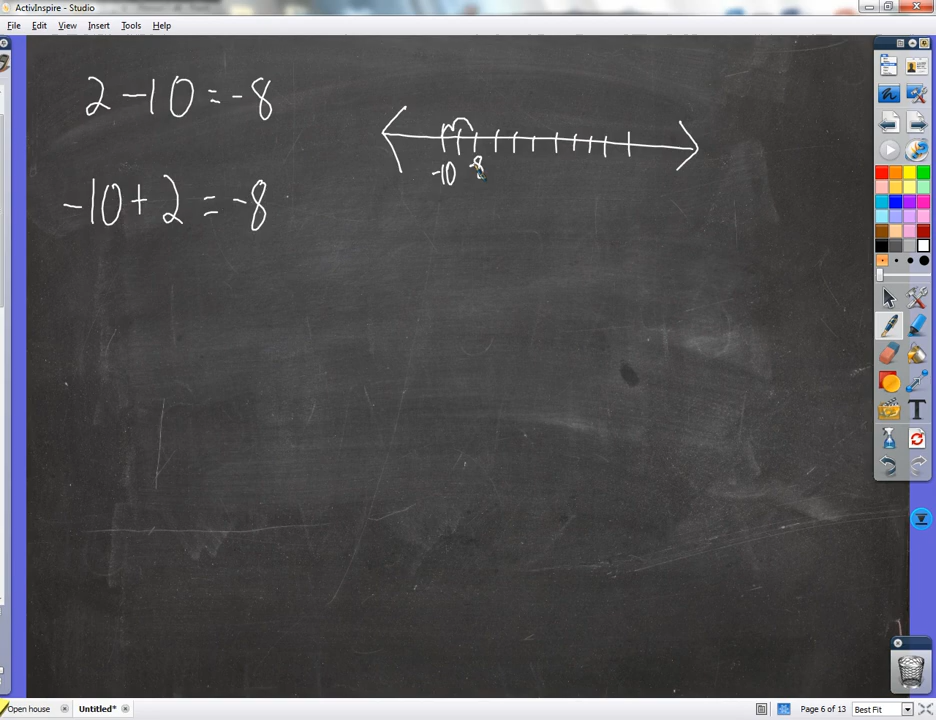 ActivInspire - Studio
File Edit View Insert Tools Help
2 - 10 = -8
-10 + 2 = -8
-10 -8
Open house
Untitled*
Page 6 of 13
Best Fit